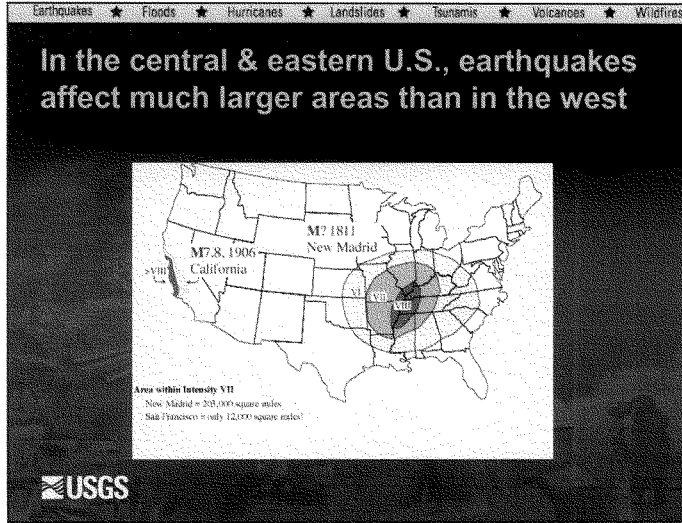 Earthquakes ★ Floods ★ Hurricanes ★ Landslides ★ Tsunamis ★ Volcanoes ★ Wildfires
In the central & eastern U.S., earthquakes
affect much larger areas than in the west
M? 1811
New Madrid
M7.8, 1906
California
>VIII
VI
VII
VIII
Area within Intensity VII
New Madrid = 203,000 square miles
San Francisco = only 12,000 square miles!
USGS